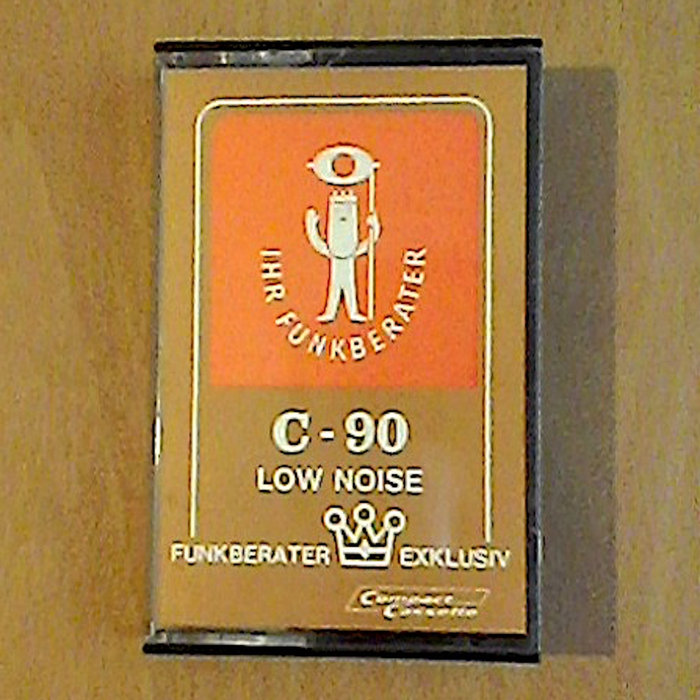 IHR FUNKBERATER
C-90
LOW NOISE
FUNKBERATER EXKLUSIV
Compact
Cassette